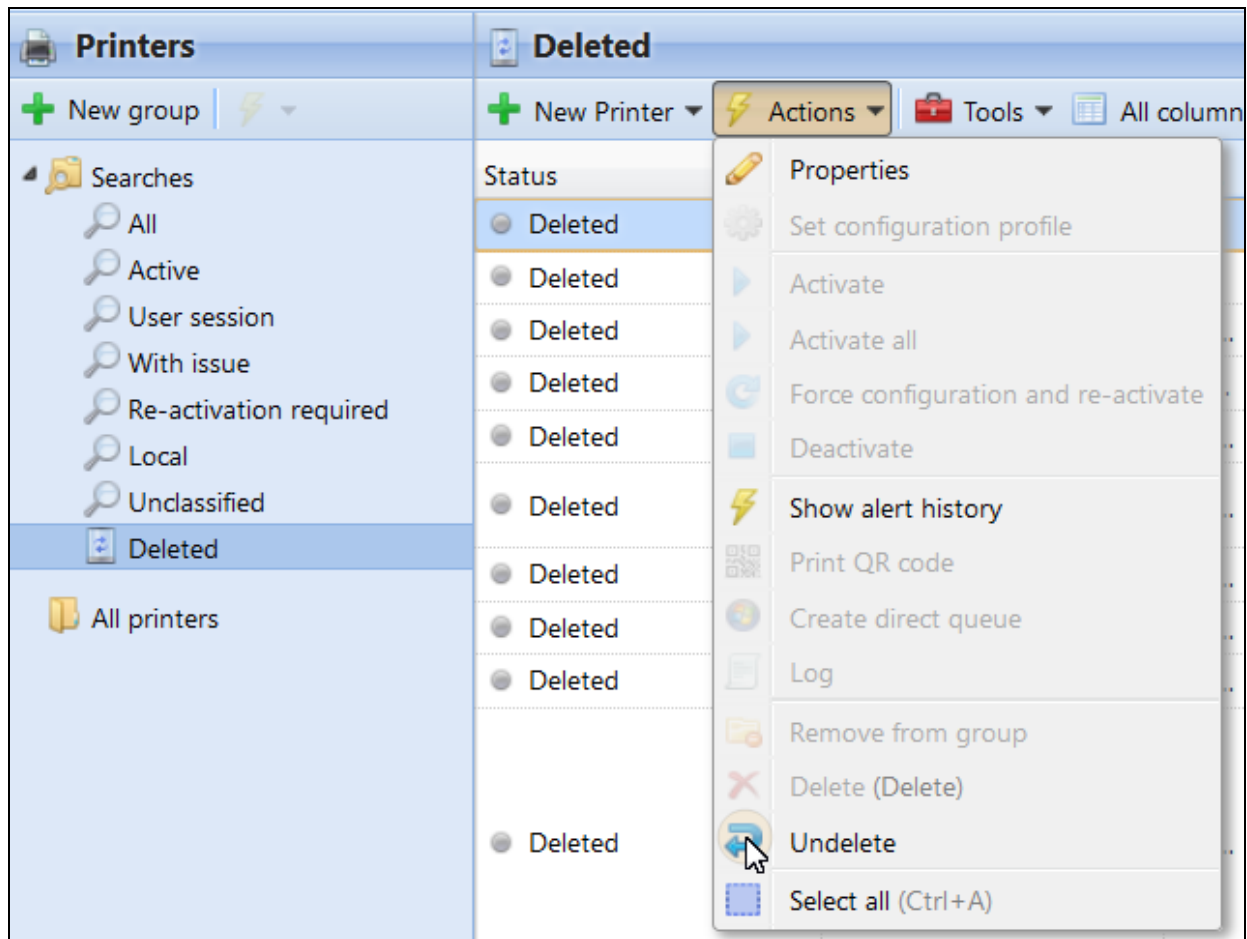 Printers
New group
Searches
All
Active
User session
With issue
Re-activation required
Local
Unclassified
Deleted
All printers
Deleted
New Printer Actions Tools All column
Status
Deleted
Deleted
Deleted
Deleted
Deleted
Deleted
Deleted
Deleted
Deleted
Deleted
Properties
Set configuration profile
Activate
Activate all
Force configuration and re-activate
Deactivate
Show alert history
Print QR code
Create direct queue
Log
Remove from group
Delete (Delete)
Undelete
Select all (Ctrl+A)